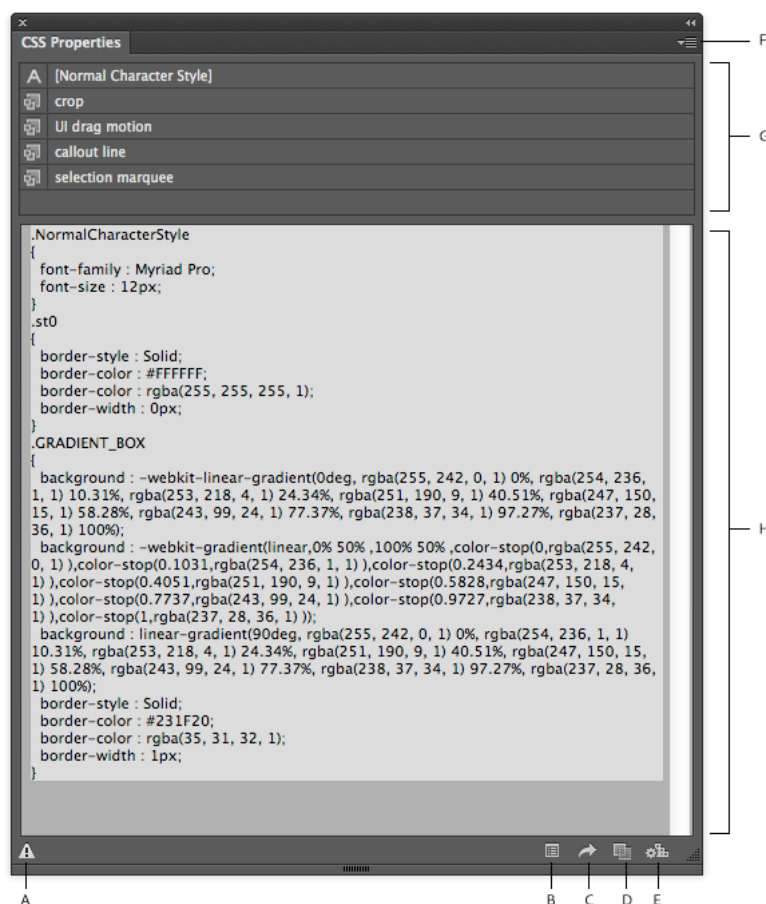 CSS Properties
F
A [Normal Character Style]
crop
UI drag motion
callout line
selection marquee
G
.NormalCharacterStyle
{
font-family : Myriad Pro;
font-size : 12px;
}
.st0
{
border-style : Solid;
border-color : #FFFFFF;
border-color : rgba(255, 255, 255, 1);
border-width : 0px;
}
.GRADIENT_BOX
{
background : -webkit-linear-gradient(0deg, rgba(255, 242, 0, 1) 0%, rgba(254, 236,
1, 1) 10.31%, rgba(253, 218, 4, 1) 24.34%, rgba(251, 190, 9, 1) 40.51%, rgba(247, 150,
15, 1) 58.28%, rgba(243, 99, 24, 1) 77.37%, rgba(238, 37, 34, 1) 97.27%, rgba(237, 28,
36, 1) 100%);
background : -webkit-gradient(linear,0% 50% ,100% 50% ,color-stop(0,rgba(255, 242,
0, 1) ),color-stop(0.1031,rgba(254, 236, 1, 1) ),color-stop(0.2434,rgba(253, 218, 4,
1) ),color-stop(0.4051,rgba(251, 190, 9, 1) ),color-stop(0.5828,rgba(247, 150, 15,
1) ),color-stop(0.7737,rgba(243, 99, 24, 1) ),color-stop(0.9727,rgba(238, 37, 34,
1) ),color-stop(1,rgba(237, 28, 36, 1) ));
background : linear-gradient(90deg, rgba(255, 242, 0, 1) 0%, rgba(254, 236, 1, 1)
10.31%, rgba(253, 218, 4, 1) 24.34%, rgba(251, 190, 9, 1) 40.51%, rgba(247, 150, 15,
1) 58.28%, rgba(243, 99, 24, 1) 77.37%, rgba(238, 37, 34, 1) 97.27%, rgba(237, 28, 36,
1) 100%);
border-style : Solid;
border-color : #231F20;
border-color : rgba(35, 31, 32, 1);
border-width : 1px;
}
H
A B C D E